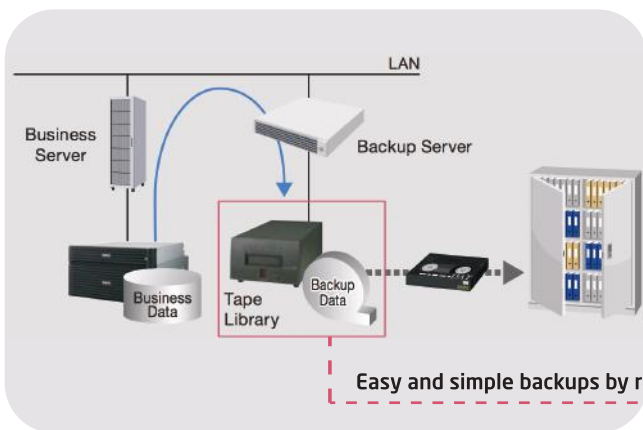 LAN
Business
Server
Backup Server
Business
Data
Tape
Library
Backup
Data
Easy and simple backups by